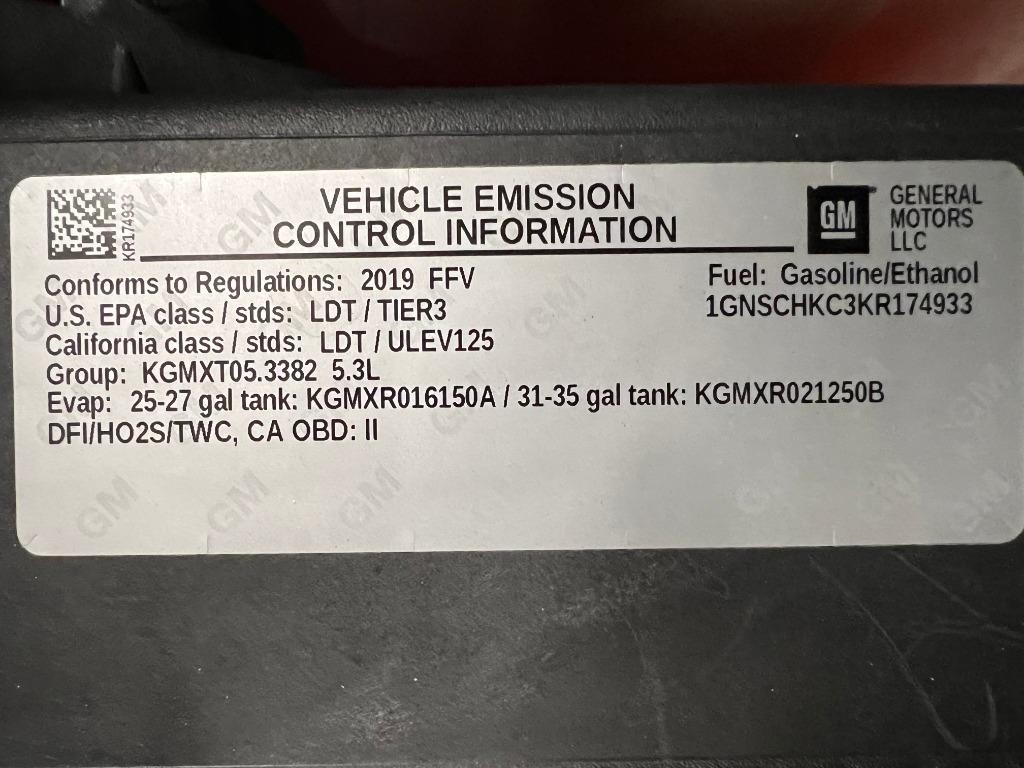 KR174933
VEHICLE EMISSION
CONTROL INFORMATION
GM
GENERAL
MOTORS
LLC
Conforms to Regulations: 2019 FFV
Fuel: Gasoline/Ethanol
U.S. EPA class / stds: LDT / TIER3
1GNSCHKC3KR174933
California class / stds: LDT / ULEV125
Group: KGMXT05.3382 5.3L
Evap: 25-27 gal tank: KGMXR016150A / 31-35 gal tank: KGMXR021250B
DFI/HO2S/TWC, CA OBD: II